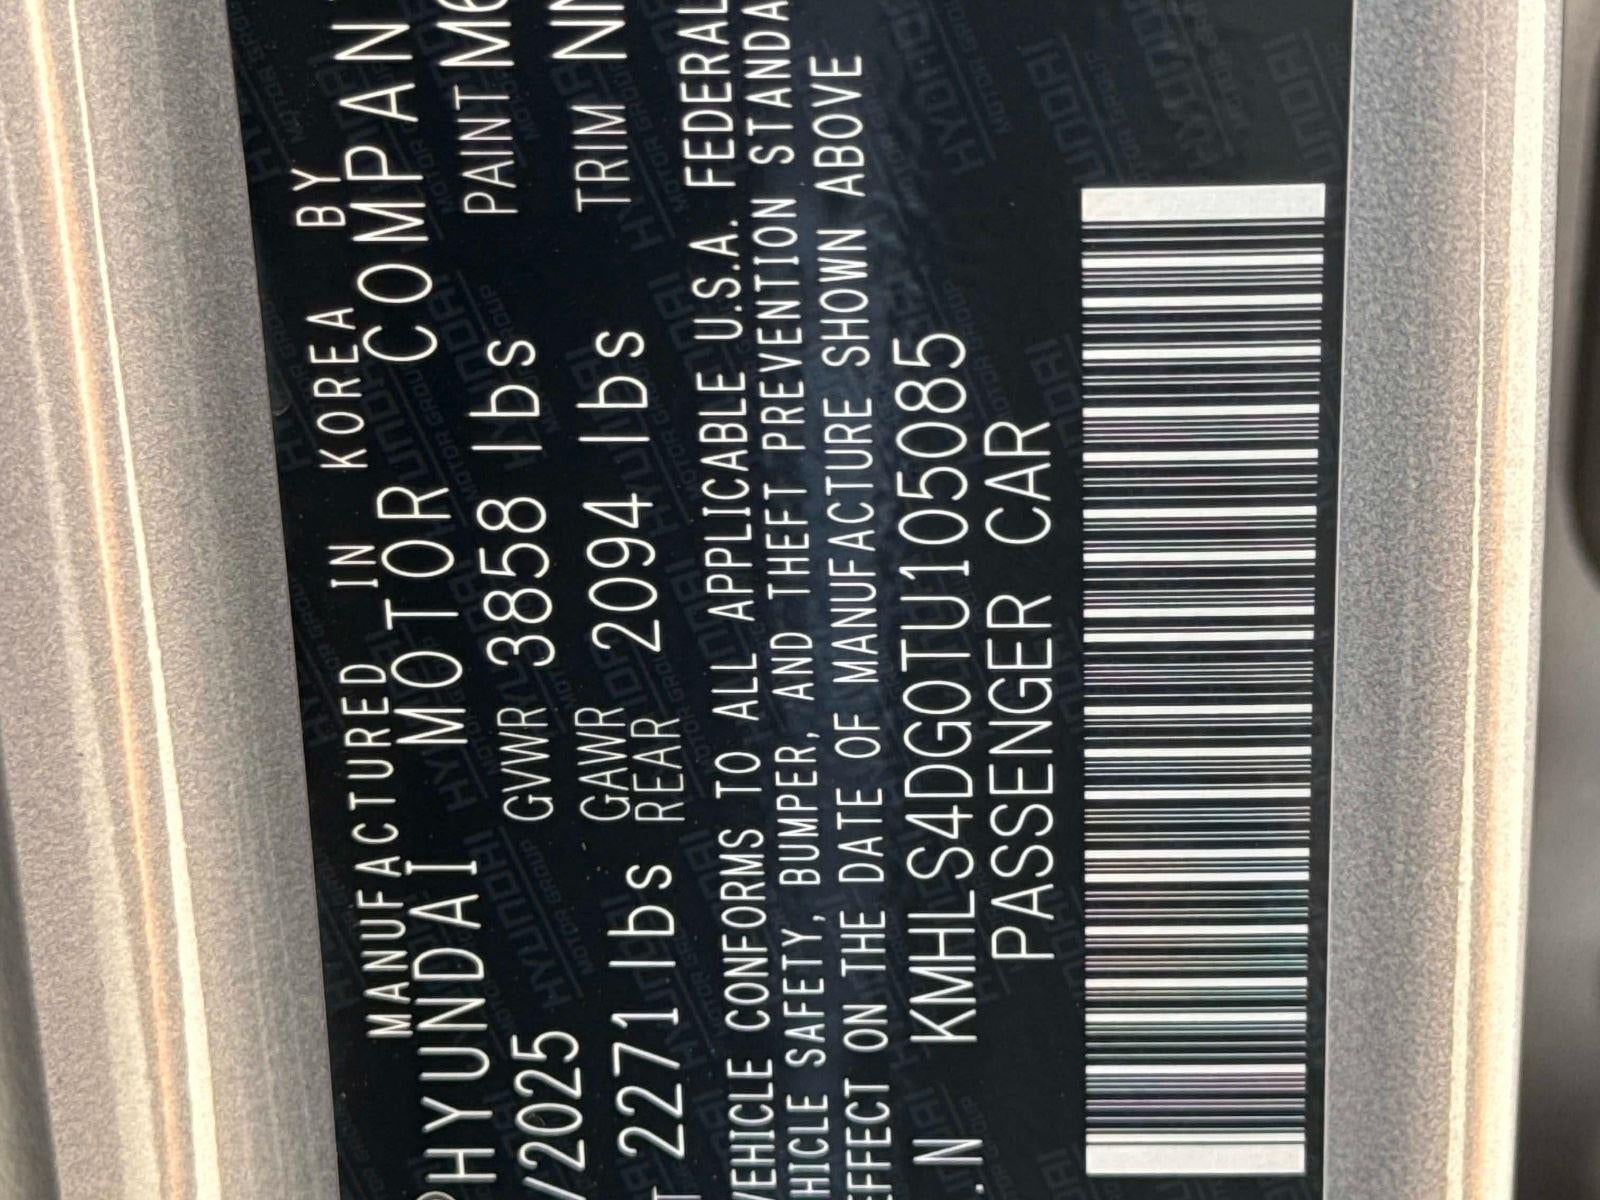 MANUFACTURED IN KOREA BY
HYUNDAI MOTOR COMPAN
/2025 GVWR 3858 lbs PAINT M6
2271 lbs GAWR REAR 2094 lbs TRIM
VEHICLE CONFORMS TO ALL APPLICABLE U.S.A. FEDERAL
HICLE SAFETY, BUMPER, AND THEFT PREVENTION STANDA
EFFECT ON THE DATE OF MANUFACTURE SHOWN ABOVE
.N KMHLS4DG0TU105085
PASSENGER CAR